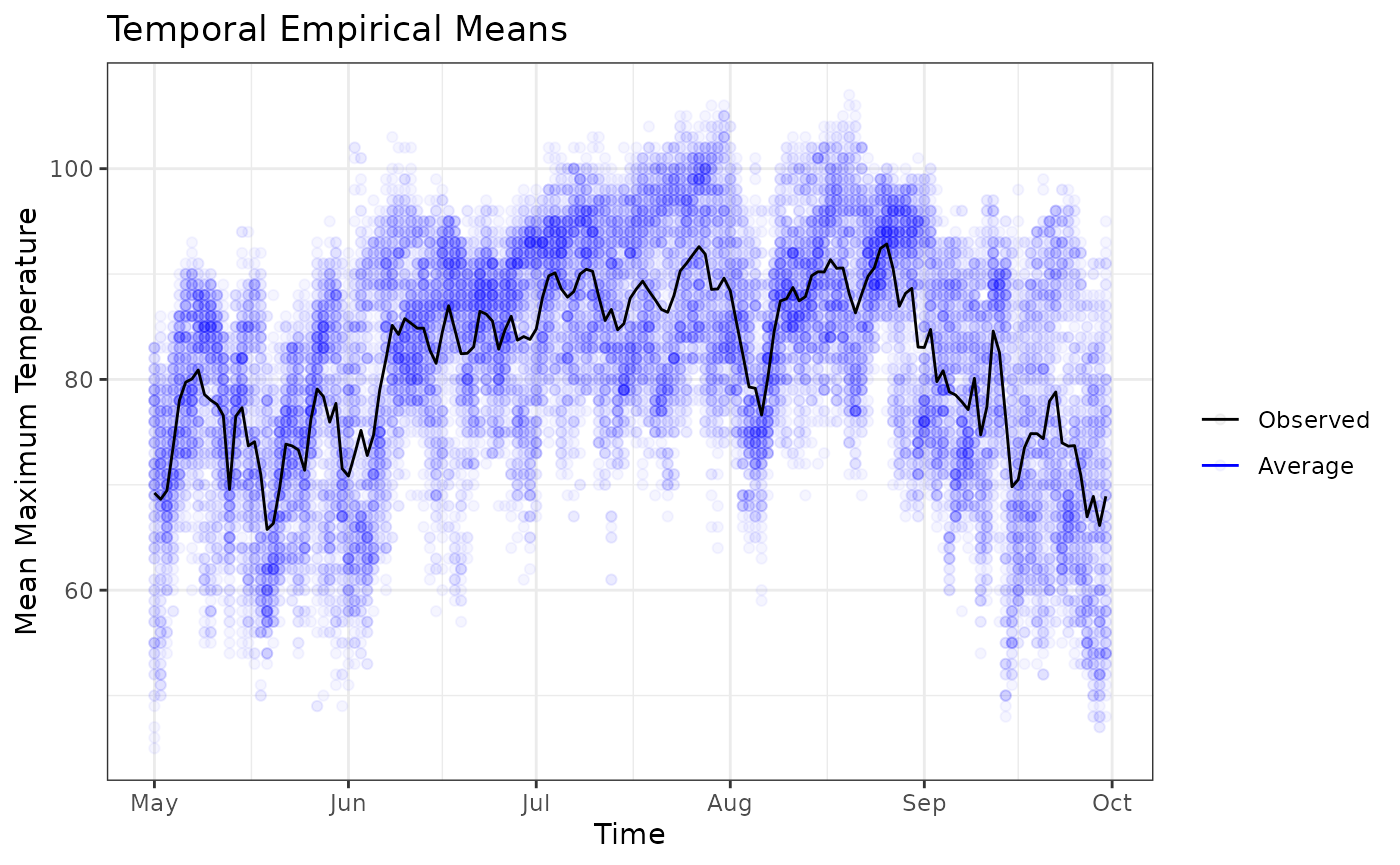 Temporal Empirical Means
Mean Maximum Temperature
100
80
60
May Jun Jul Aug Sep Oct
Time
Observed
Average